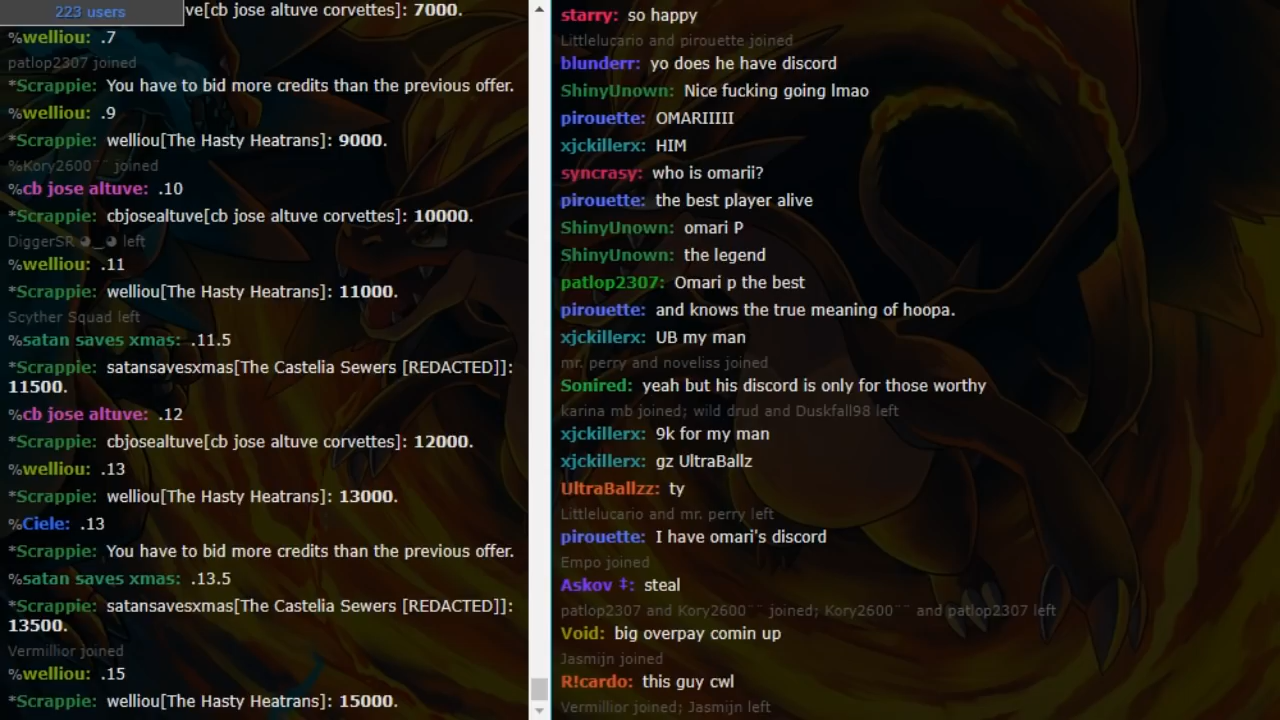 223 users
ve[cb jose altuve corvettes]: 7000.
%welliou: .7
patlop2307 joined
*Scrappie: You have to bid more credits than the previous offer.
%welliou: .9
*Scrappie: welliou[The Hasty Heatrans]: 9000.
%Kory2600¯¯ joined
%cb jose altuve: .10
*Scrappie: cbjosealtuve[cb jose altuve corvettes]: 10000.
DiggerSR ◕‿◕ left
%welliou: .11
*Scrappie: welliou[The Hasty Heatrans]: 11000.
Scyther Squad left
%satan saves xmas: .11.5
*Scrappie: satansavesxmas[The Castelia Sewers [REDACTED]]:
11500.
%cb jose altuve: .12
*Scrappie: cbjosealtuve[cb jose altuve corvettes]: 12000.
%welliou: .13
*Scrappie: welliou[The Hasty Heatrans]: 13000.
%Ciele: .13
*Scrappie: You have to bid more credits than the previous offer.
%satan saves xmas: .13.5
*Scrappie: satansavesxmas[The Castelia Sewers [REDACTED]]:
13500.
Vermillior joined
%welliou: .15
*Scrappie: welliou[The Hasty Heatrans]: 15000.
starry: so happy
Littlelucario and pirouette joined
blunderr: yo does he have discord
ShinyUnown: Nice fucking going lmao
pirouette: OMARIIIII
xjckillerx: HIM
syncrasy: who is omarii?
pirouette: the best player alive
ShinyUnown: omari P
ShinyUnown: the legend
patlop2307: Omari p the best
pirouette: and knows the true meaning of hoopa.
xjckillerx: UB my man
mr. perry and noveliss joined
Sonired: yeah but his discord is only for those worthy
karina mb joined; wild drud and Duskfall98 left
xjckillerx: 9k for my man
xjckillerx: gz UltraBallz
UltraBallzz: ty
Littlelucario and mr. perry left
pirouette: I have omari's discord
Empo joined
Askov ‡: steal
patlop2307 and Kory2600¯¯ joined; Kory2600¯¯ and patlop2307 left
Void: big overpay comin up
Jasmijn joined
R!cardo: this guy cwl
Vermillior joined; Jasmijn left